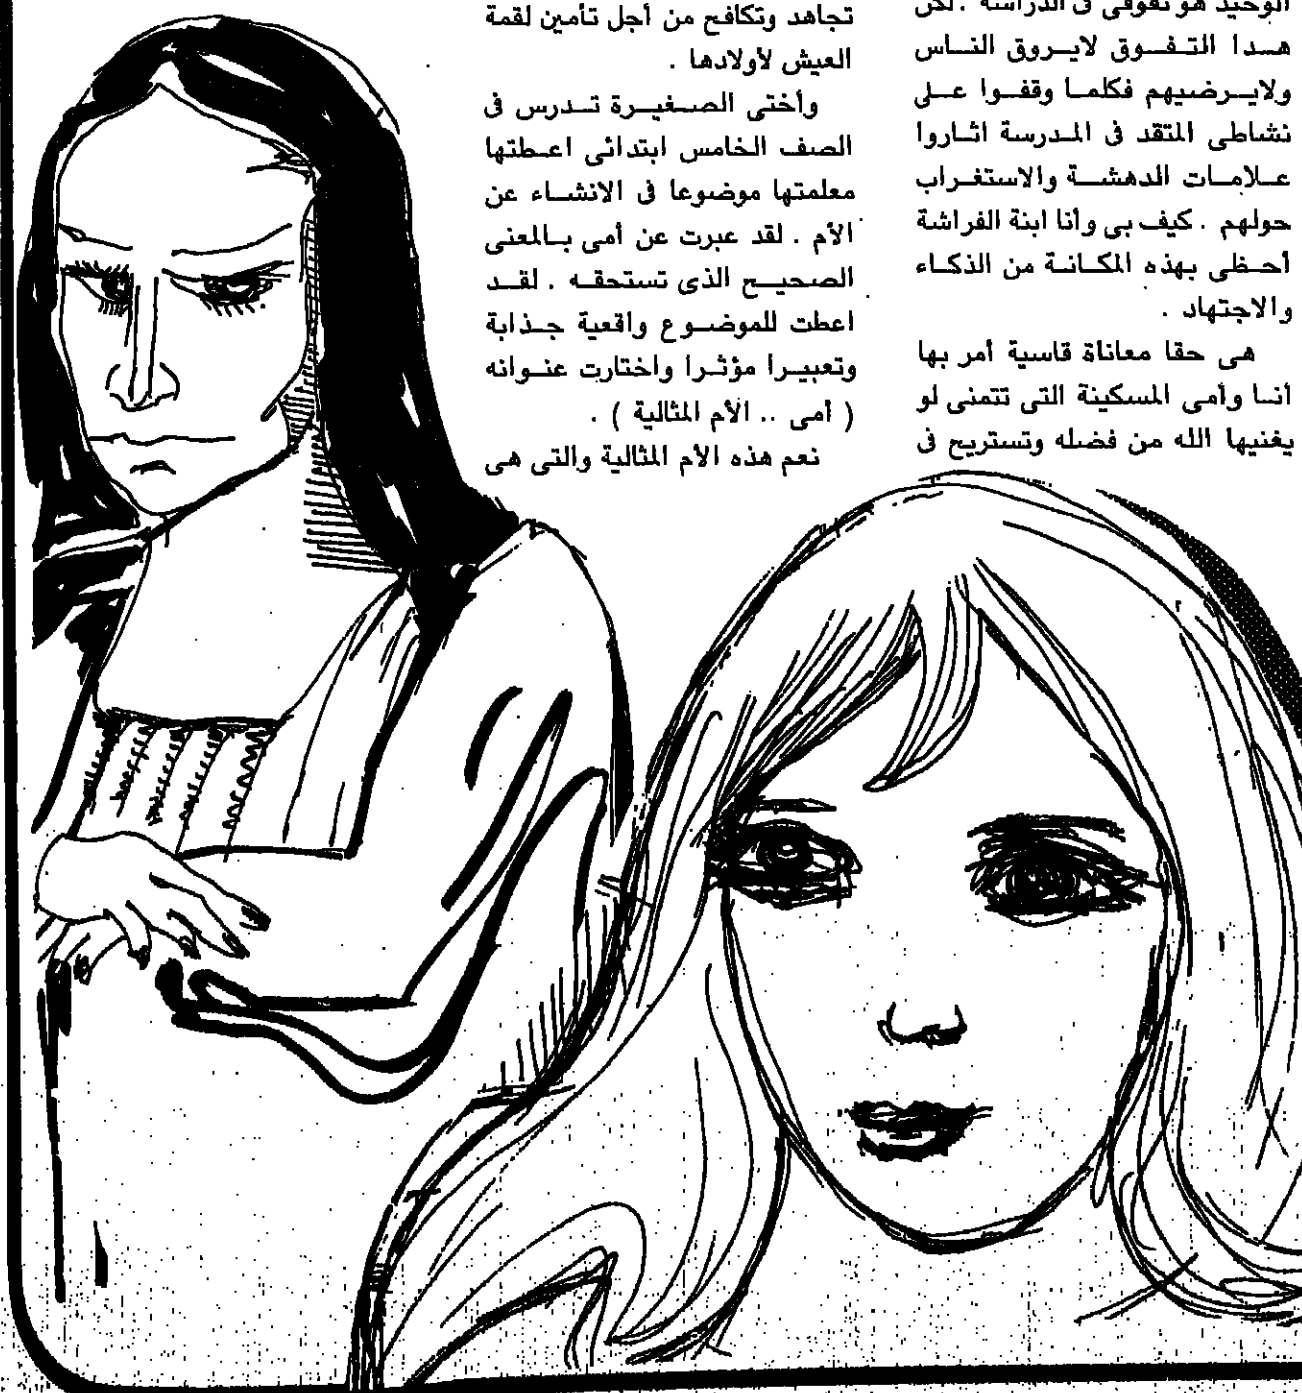 الوحيد هو تفوقى فى الدراسة . لكن
هـذا التـفـوق لايـروق النـاس
ولايـرضيهم فكلمـا وقفـوا عـلى
نشاطى المتقد فى المـدرسة اثـاروا
عـلامـات الدهشـة والاستغـراب
حولهم . كيف بى وأنا ابنة الفراشة
أحـظى بهذه المكـانـة من الذكـاء
والاجتهاد .
هى حقا معاناة قاسية أمر بها
أنـا وأمى المسكينة التى تتمنى لو
يغنيها الله من فضله وتستريح فى
تجاهد وتكافح من أجل تأمين لقمة
العيش لأولادها .
وأختى الصـغيـرة تـدرس فى
الصف الخامس ابتدائى اعـطتها
معلمتها موضوعا فى الانشـاء عن
الأم . لقد عبرت عن أمى بـالمعنى
الصحيـح الذى تستحقـه . لقـد
اعطت للموضـوع واقعية جـذابة
وتعبيـرا مؤثـرا واختارت عنـوانه
( أمى .. الأم المثالية ) .
نعم هذه الأم المثالية والتى هى